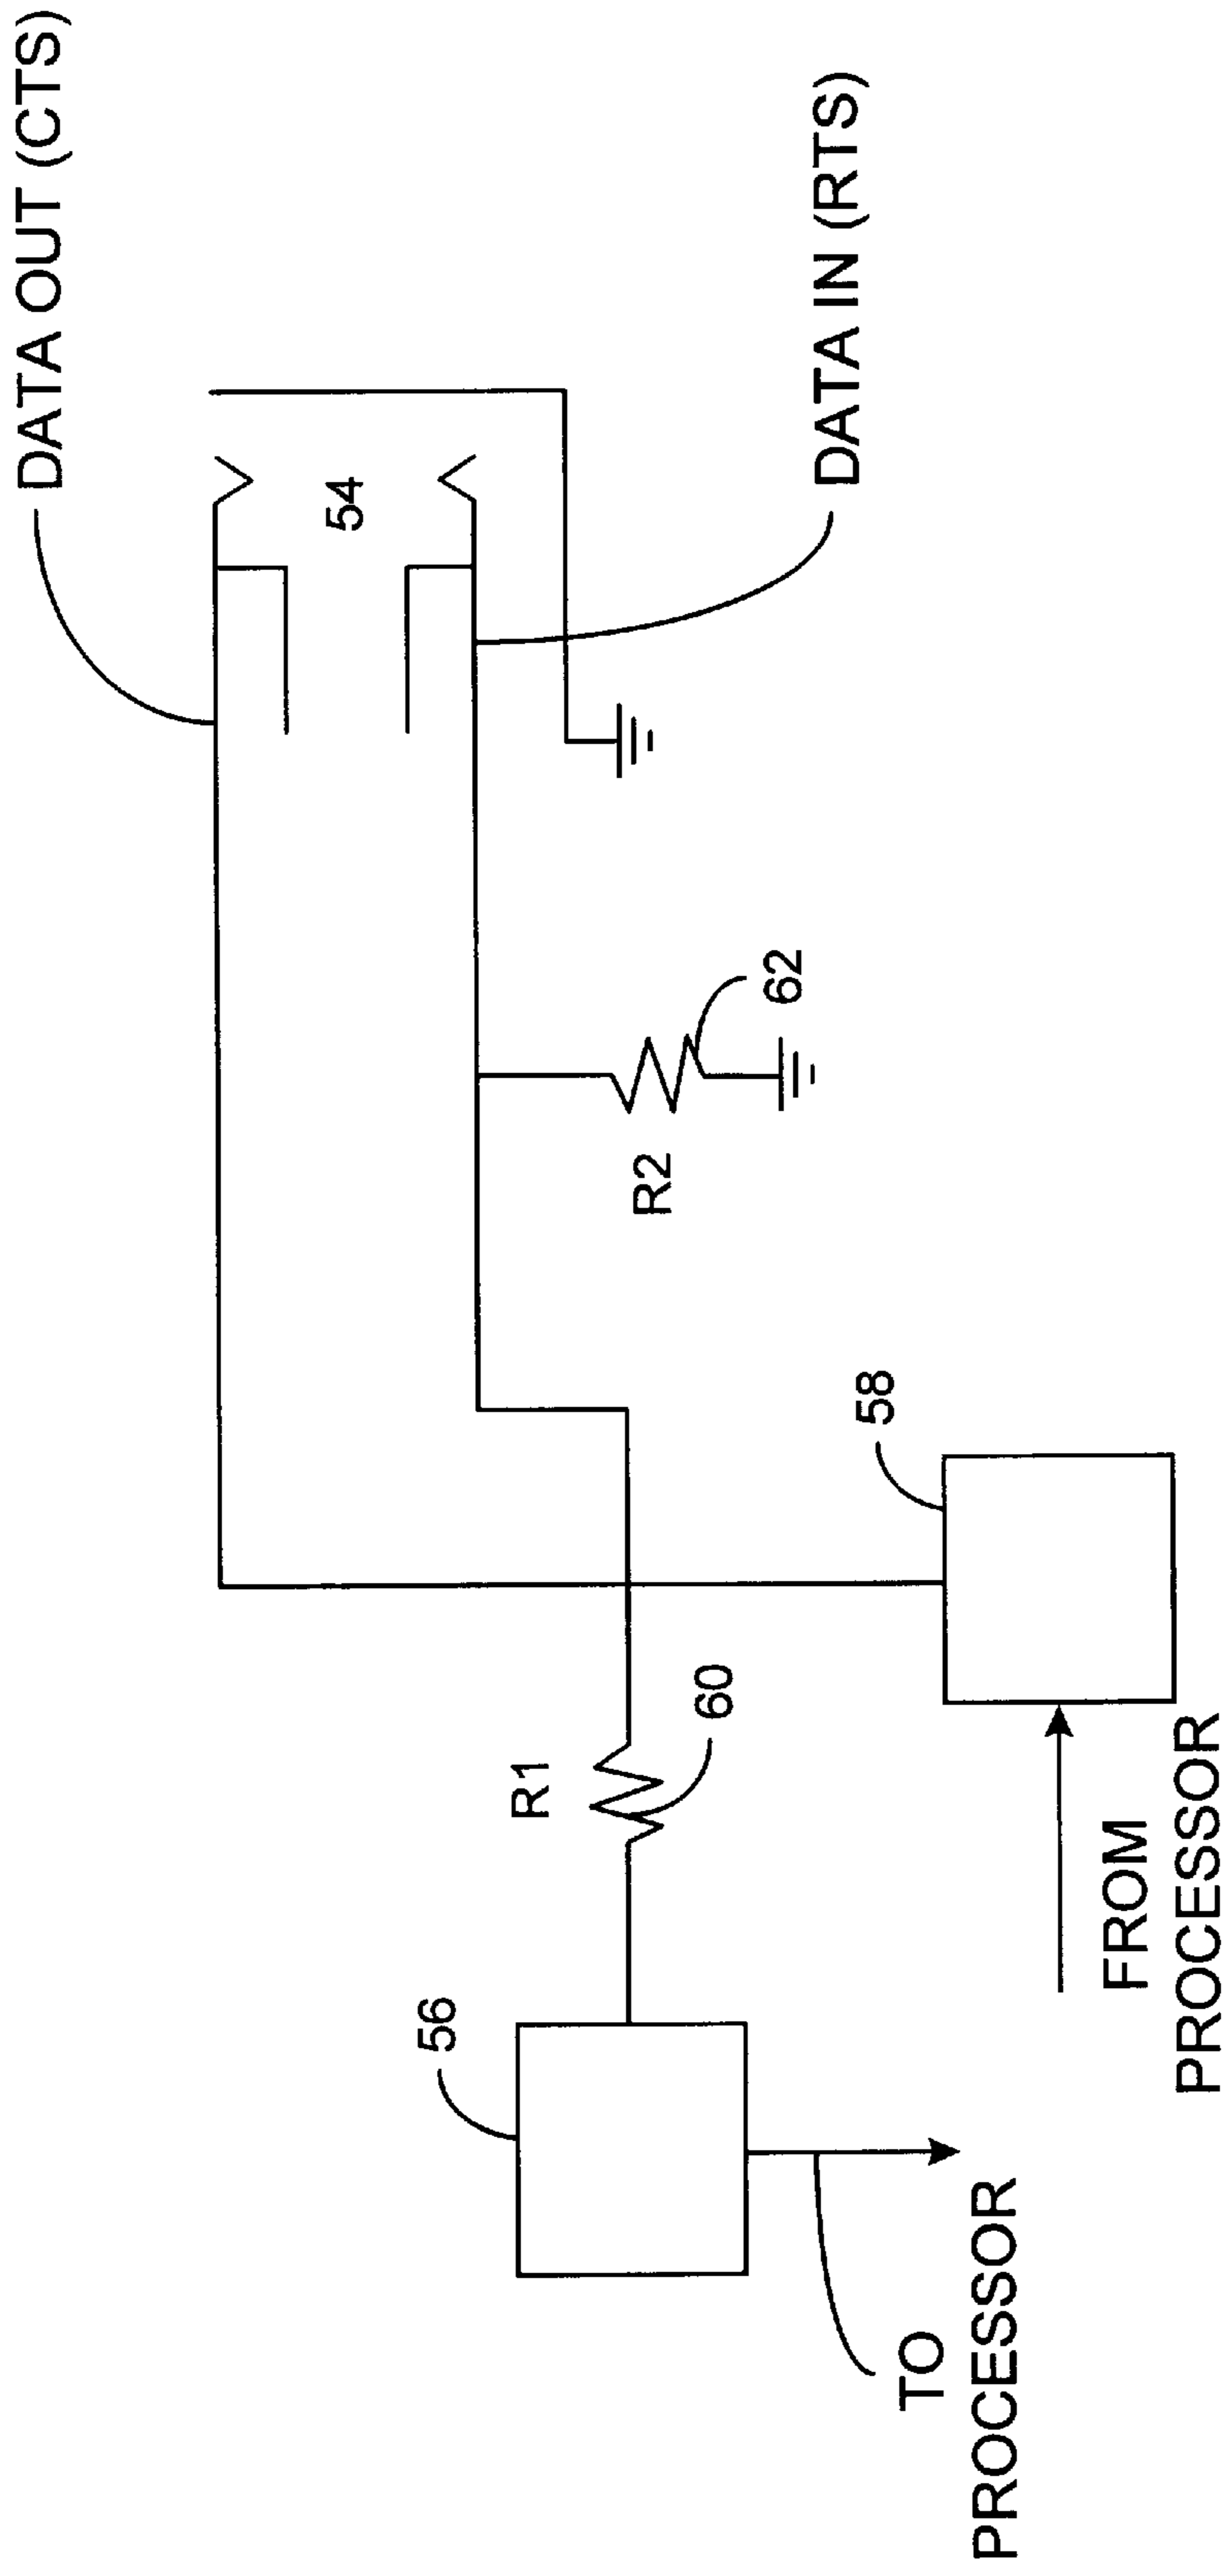 DATA OUT (CTS)
54
DATA IN (RTS)
62
R2
58
R1
60
56
FROM
PROCESSOR
TO
PROCESSOR